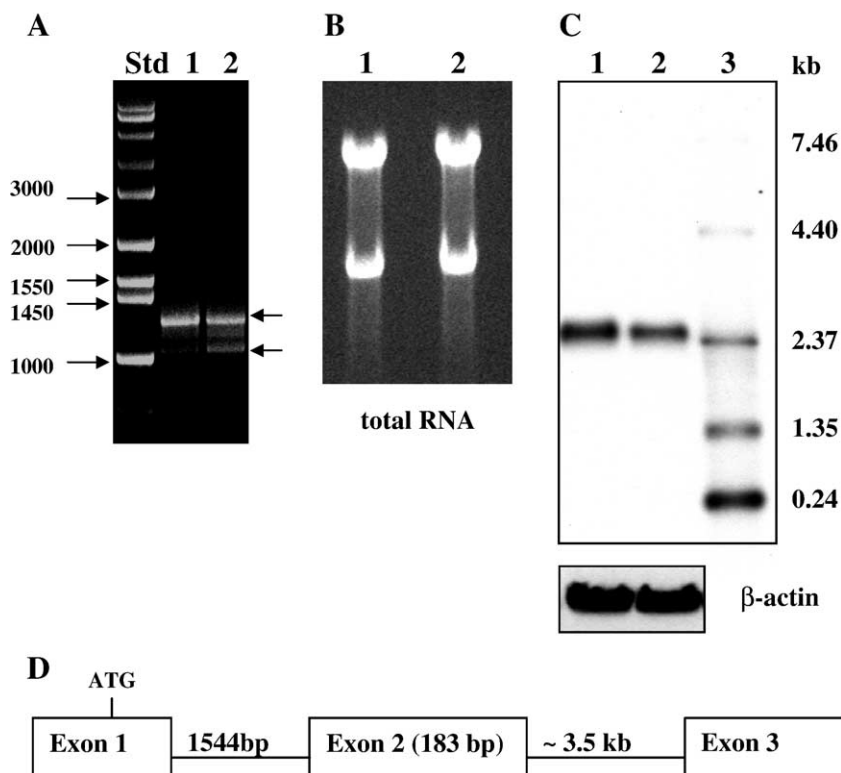 A
Std 1 2
3000
2000
1550
1450
1000
B
1 2
total RNA
C
1 2 3 kb
7.46
4.40
2.37
1.35
0.24
β-actin
D
ATG
Exon 1 1544bp Exon 2 (183 bp) ~ 3.5 kb Exon 3